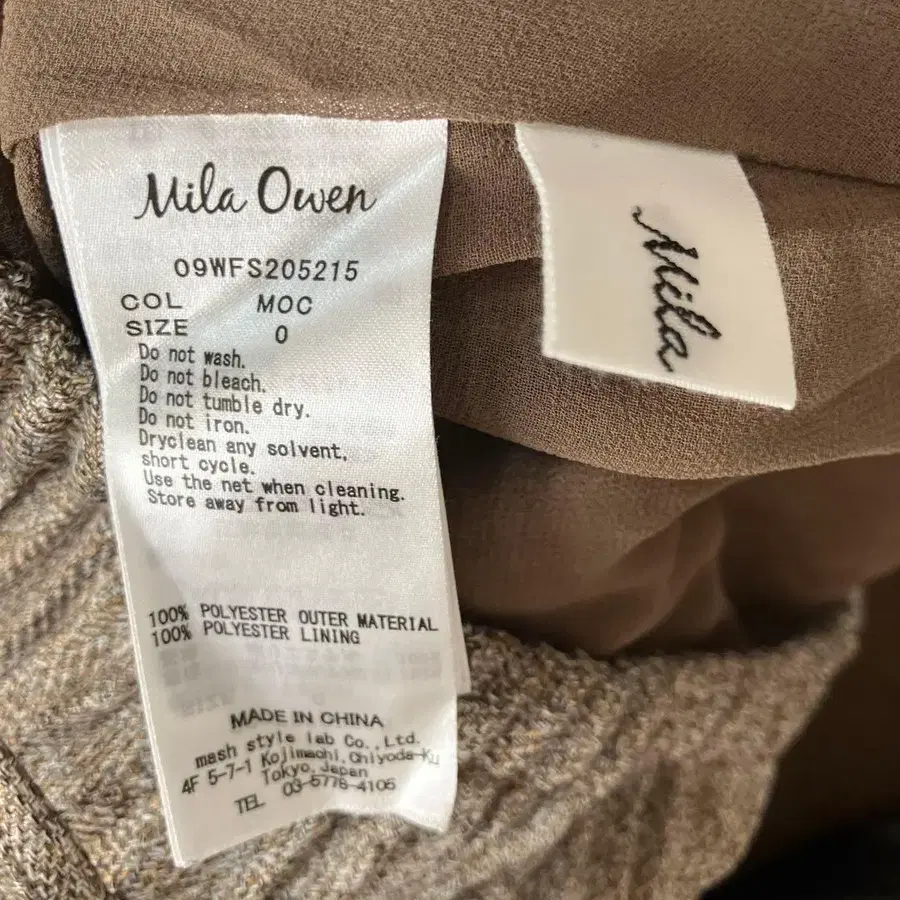 Mila Owen
09WFS205215
COL MOC
SIZE 0
Do not wash.
Do not bleach.
Do not tumble dry.
Do not iron.
Dryclean any solvent,
short cycle.
Use the net when cleaning.
Store away from light.
100% POLYESTER OUTER MATERIAL
100% POLYESTER LINING
MADE IN CHINA
mash style lab Co.,Ltd.
4F 5-7-1 Kojimachi,Chiyoda-Ku
Tokyo,Japan
TEL 03-5778-4105
Mila